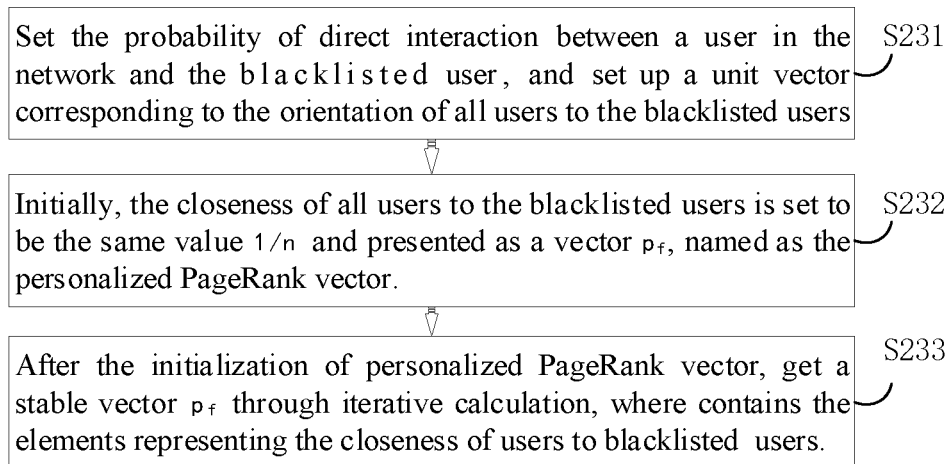 Set the probability of direct interaction between a user in the
network and the blacklisted user, and set up a unit vector
corresponding to the orientation of all users to the blacklisted users
S231
Initially, the closeness of all users to the blacklisted users is set to
be the same value 1/n and presented as a vector pf, named as the
personalized PageRank vector.
S232
After the initialization of personalized PageRank vector, get a
stable vector pf through iterative calculation, where contains the
elements representing the closeness of users to blacklisted users.
S233